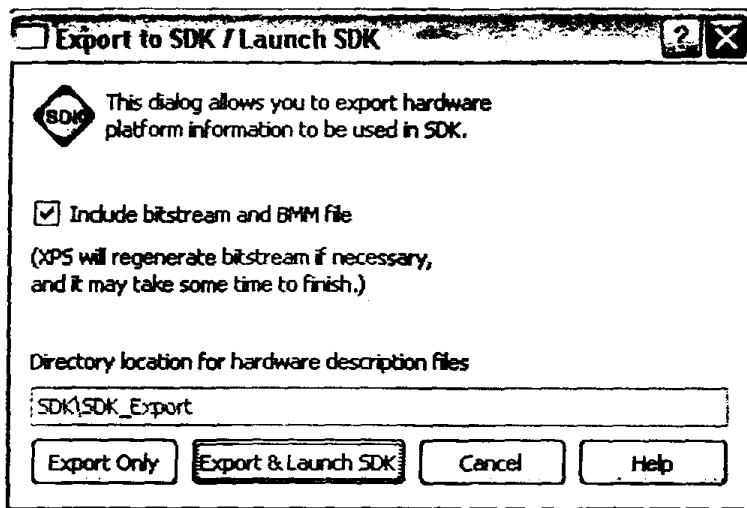 Export to SDK / Launch SDK
?
SDK
This dialog allows you to export hardware
platform information to be used in SDK.
Include bitstream and BMM file
(XPS will regenerate bitstream if necessary,
and it may take some time to finish.)
Directory location for hardware description files
SDK\SDK_Export
Export Only
Export & Launch SDK
Cancel
Help